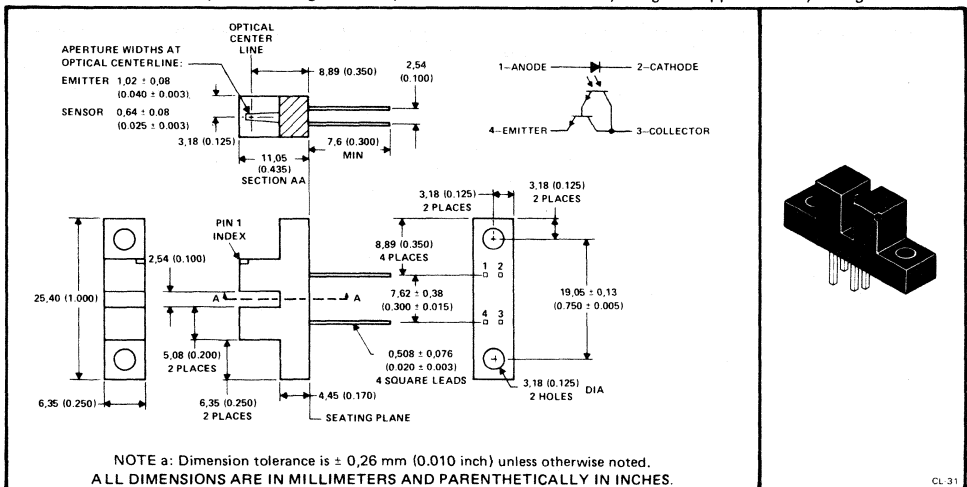 OPTICAL
CENTER
LINE
APERTURE WIDTHS AT
OPTICAL CENTERLINE:
EMITTER 1,02 ± 0,08
(0.040 ± 0.003)
SENSOR 0,64 ± 0,08
(0.025 ± 0.003)
3,18 (0.125)
8,89 (0.350)
2,54
(0.100)
7,6 (0.300)
MIN
11,05
(0.435)
SECTION AA
1–ANODE
2–CATHODE
4–EMITTER
3–COLLECTOR
25,40 (1.000)
6,35 (0.250)
PIN 1
INDEX
2,54 (0.100)
A
A
5,08 (0.200)
2 PLACES
6,35 (0.250)
2 PLACES
4,45 (0.170)
SEATING PLANE
3,18 (0.125)
2 PLACES
3,18 (0.125)
2 PLACES
8,89 (0.350)
4 PLACES
7,62 ± 0,38
(0,300 ± 0.015)
0,508 ± 0,076
(0.020 ± 0.003)
4 SQUARE LEADS
1 2
4 3
19,05 ± 0,13
(0.750 ± 0.005)
3,18 (0.125) DIA
2 HOLES
NOTE a: Dimension tolerance is ± 0,26 mm (0.010 inch) unless otherwise noted.
ALL DIMENSIONS ARE IN MILLIMETERS AND PARENTHETICALLY IN INCHES.
CL-31